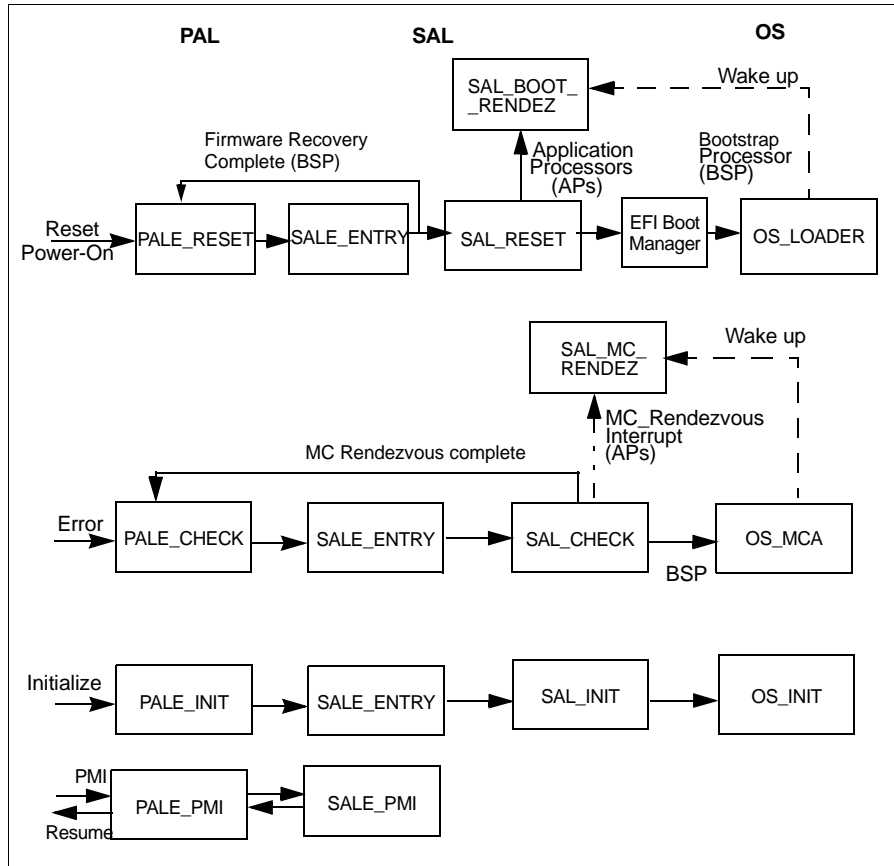 PAL
SAL
OS
SAL_BOOT_
_RENDEZ
Wake up
Firmware Recovery
Complete (BSP)
Application
Processors
(APs)
Bootstrap
Processor
(BSP)
Reset
Power-On
PALE_RESET
SALE_ENTRY
SAL_RESET
EFI Boot
Manager
OS_LOADER
SAL_MC_
RENDEZ
Wake up
MC_Rendezvous
Interrupt
(APs)
MC Rendezvous complete
Error
PALE_CHECK
SALE_ENTRY
SAL_CHECK
BSP
OS_MCA
Initialize
PALE_INIT
SALE_ENTRY
SAL_INIT
OS_INIT
PMI
Resume
PALE_PMI
SALE_PMI